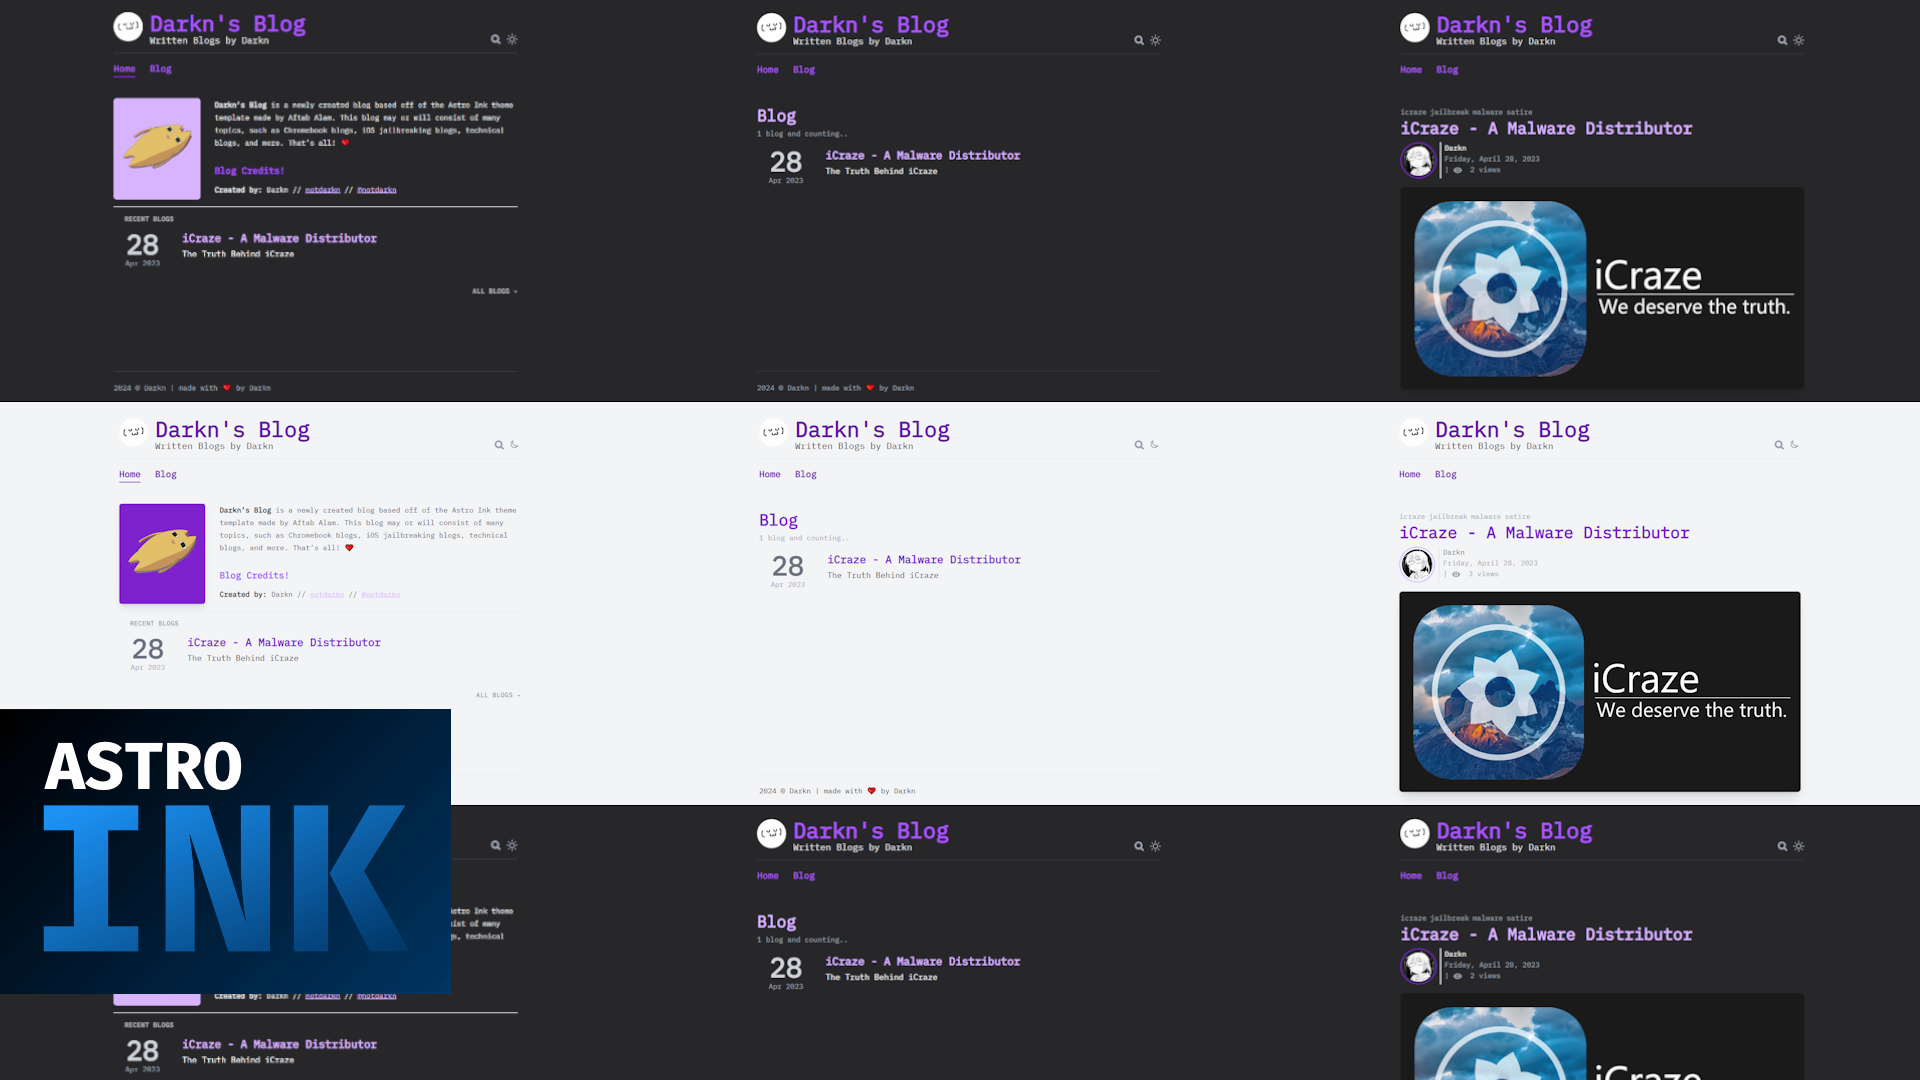 Darkn's Blog
Written Blogs by Darkn
Home Blog
Darkn's Blog is a newly created blog based off of the Astro Ink theme
template made by Aftab Alam. This blog may or will consist of many
topics, such as Chromebook blogs, iOS jailbreaking blogs, technical
blogs, and more. That's all! ❤️
Blog Credits!
Created by: Darkn // notdarkn // @notdarkn
RECENT BLOGS
28
Apr 2023
iCraze - A Malware Distributor
The Truth Behind iCraze
ALL BLOGS
2024 © Darkn | made with ❤️ by Darkn
Darkn's Blog
Written Blogs by Darkn
Home Blog
Blog
1 blog and counting..
28
Apr 2023
iCraze - A Malware Distributor
The Truth Behind iCraze
2024 © Darkn | made with ❤️ by Darkn
Darkn's Blog
Written Blogs by Darkn
Home Blog
icraze jailbreak malware satire
iCraze - A Malware Distributor
Darkn
Friday, April 28, 2023
| 2 views
iCraze
We deserve the truth.
Darkn's Blog
Written Blogs by Darkn
Home Blog
Darkn's Blog is a newly created blog based off of the Astro Ink theme
template made by Aftab Alam. This blog may or will consist of many
topics, such as Chromebook blogs, iOS jailbreaking blogs, technical
blogs, and more. That's all! ❤️
Blog Credits!
Created by: Darkn // notdarkn // @notdarkn
RECENT BLOGS
28
Apr 2023
iCraze - A Malware Distributor
The Truth Behind iCraze
ALL BLOGS
Darkn's Blog
Written Blogs by Darkn
Home Blog
Blog
1 blog and counting..
28
Apr 2023
iCraze - A Malware Distributor
The Truth Behind iCraze
2024 © Darkn | made with ❤️ by Darkn
Darkn's Blog
Written Blogs by Darkn
Home Blog
icraze jailbreak malware satire
iCraze - A Malware Distributor
Darkn
Friday, April 28, 2023
| 3 views
iCraze
We deserve the truth.
ASTRO
INK
Astro Ink theme
consist of many
technical
Created by: Darkn // notdarkn // @notdarkn
RECENT BLOGS
28
Apr 2023
iCraze - A Malware Distributor
The Truth Behind iCraze
Darkn's Blog
Written Blogs by Darkn
Home Blog
Blog
1 blog and counting..
28
Apr 2023
iCraze - A Malware Distributor
The Truth Behind iCraze
Darkn's Blog
Written Blogs by Darkn
Home Blog
icraze jailbreak malware satire
iCraze - A Malware Distributor
Darkn
Friday, April 28, 2023
| 2 views
iCraze